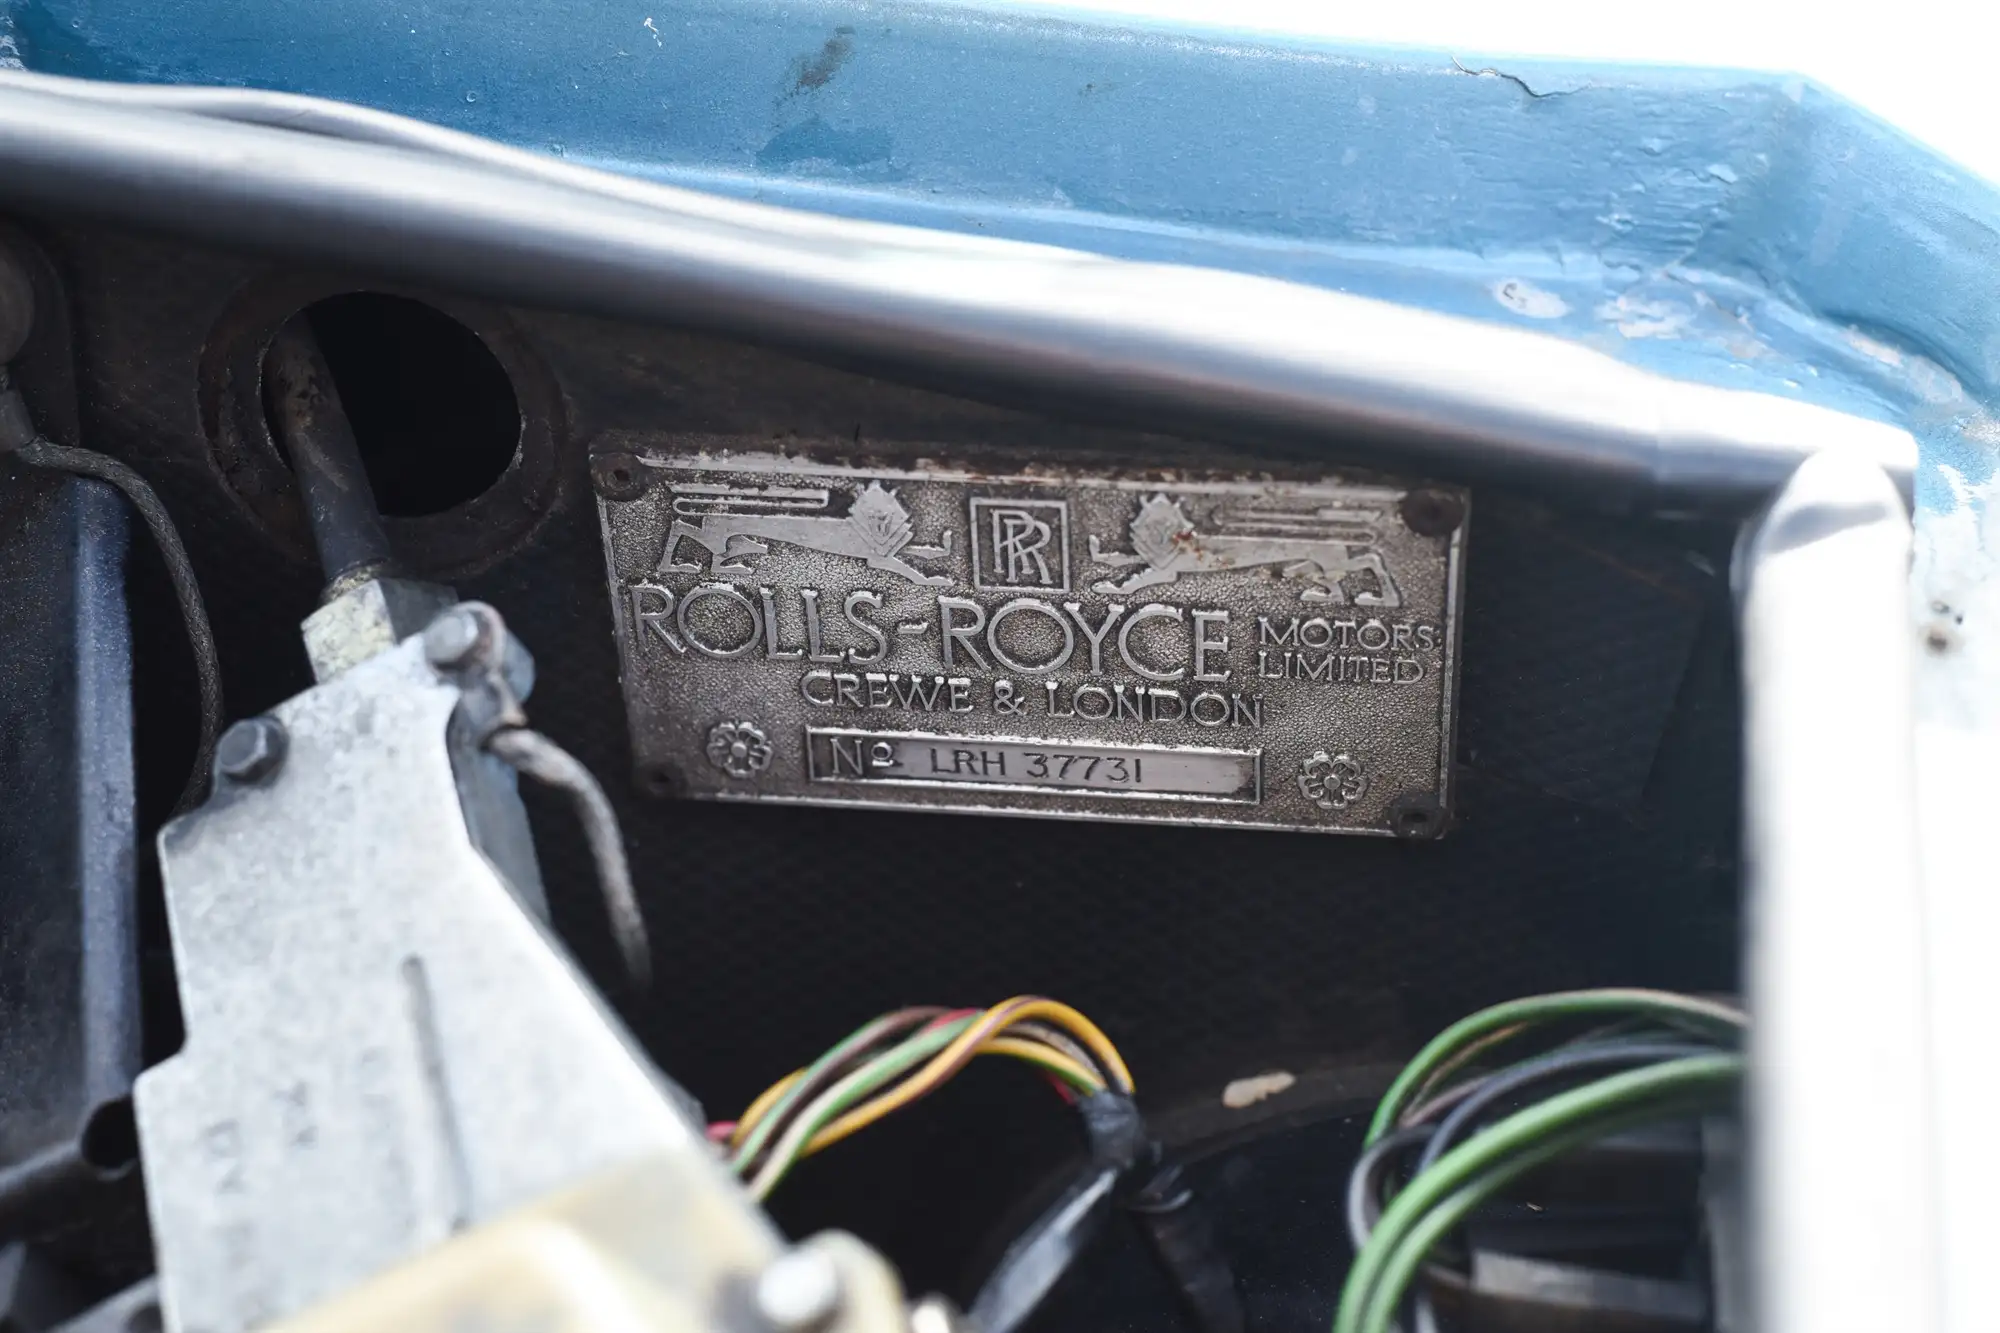 RR
ROLLS-ROYCE MOTORS LIMITED
CREWE & LONDON
Nº LRH 37731